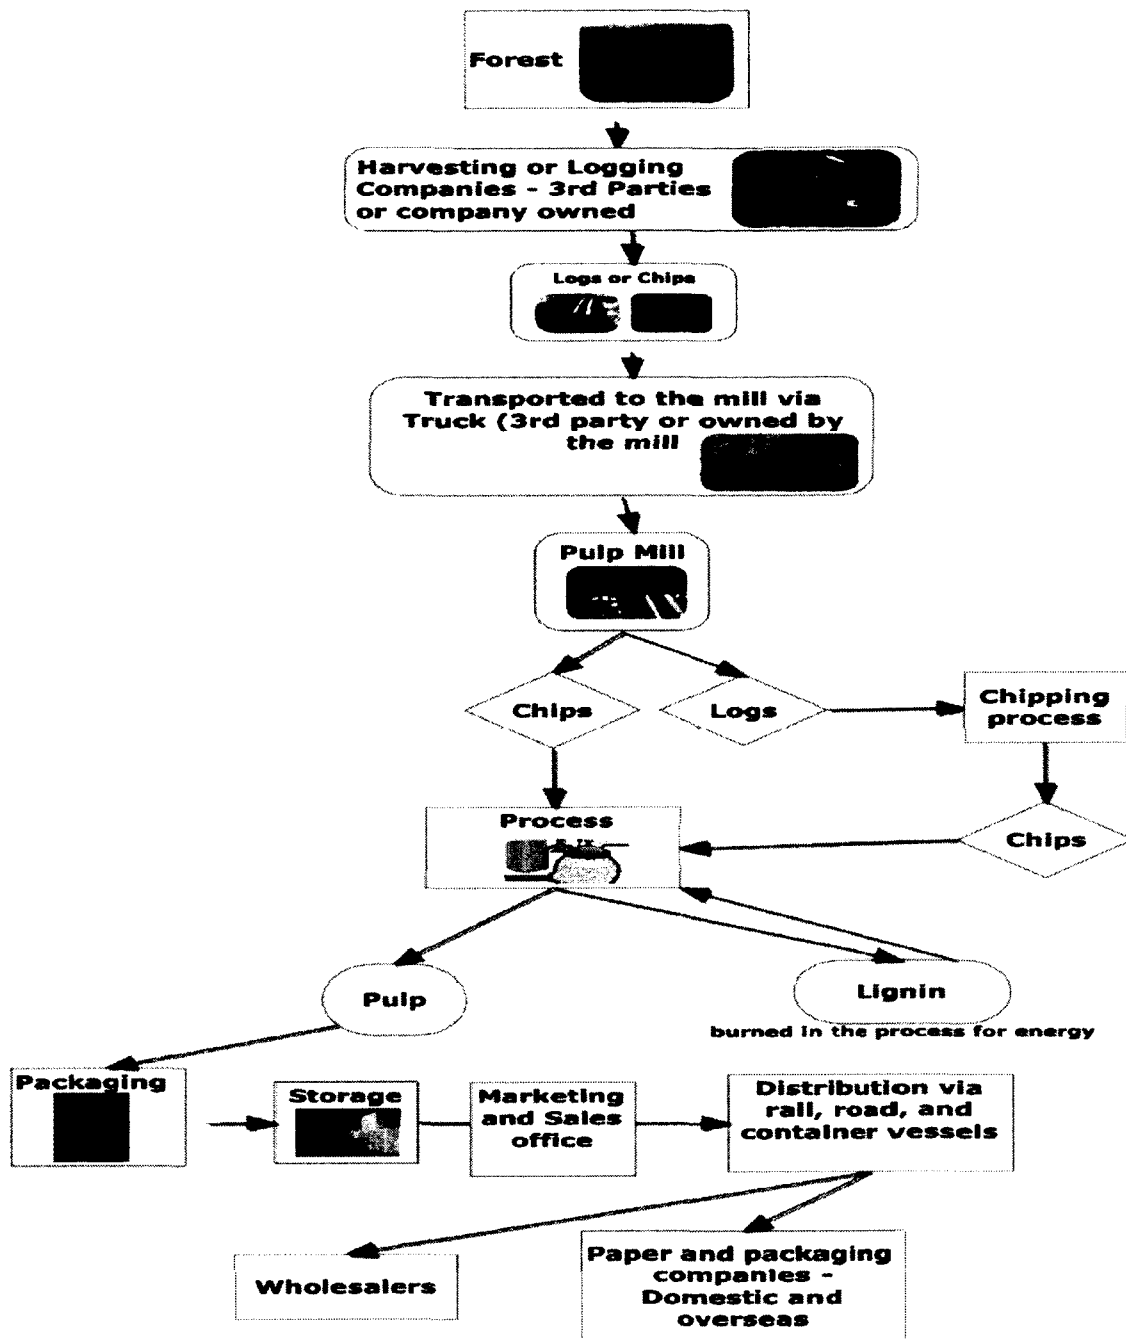 Forest
Harvesting or Logging
Companies - 3rd Parties
or company owned
Logs or Chips
Transported to the mill via
Truck (3rd party or owned by
the mill
Pulp Mill
Chips
Logs
Chipping
process
Process
Chips
Pulp
Lignin
burned in the process for energy
Packaging
Storage
Marketing
and Sales
office
Distribution via
rail, road, and
container vessels
Wholesalers
Paper and packaging
companies -
Domestic and
overseas